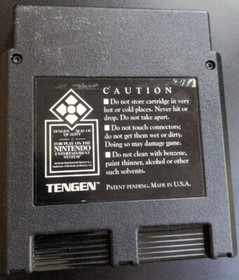 CAUTION
■ Do not store cartridge in very
hot or cold places. Never hit or
drop. Do not take apart.
■ Do not touch connectors;
do not get them wet or dirty.
Doing so may damage game.
■ Do not clean with benzene,
paint thinner, alcohol or other
such solvents.
PATENT PENDING. MADE IN U.S.A.
TENGEN SEAL OF
QUALITY
FOR PLAY ON THE
NINTENDO
ENTERTAINMENT
SYSTEM
TENGEN